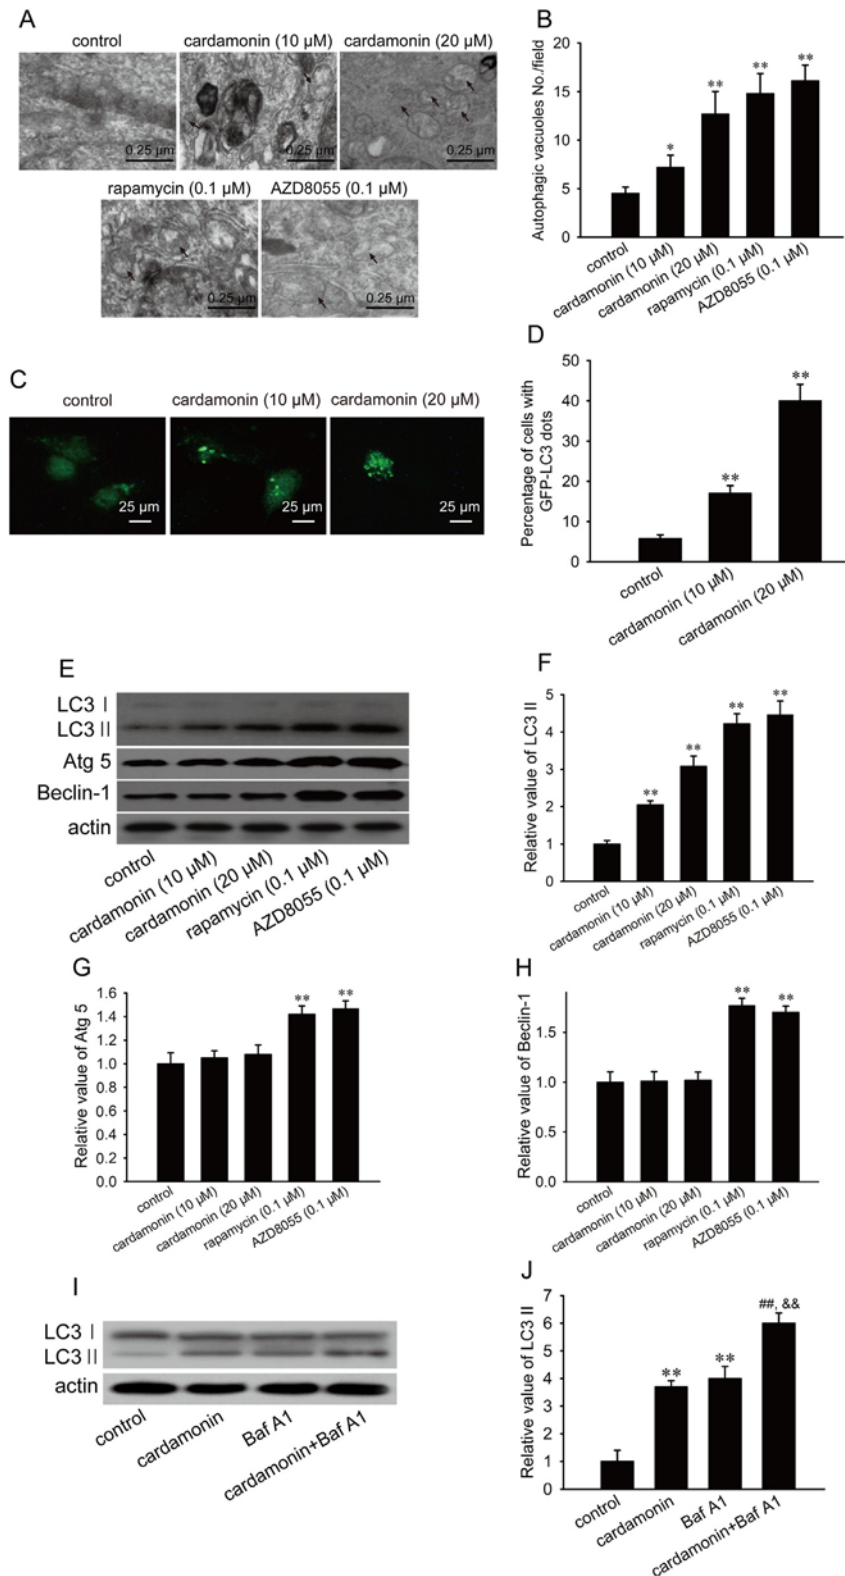 A
control
cardamonin (10 μM)
cardamonin (20 μM)
0.25 μm
0.25 μm
0.25 μm
rapamycin (0.1 μM)
AZD8055 (0.1 μM)
0.25 μm
0.25 μm
B
Autophagic vacuoles No./field
20
15
10
5
0
*
**
**
**
control
cardamonin (10 μM)
cardamonin (20 μM)
rapamycin (0.1 μM)
AZD8055 (0.1 μM)
C
control
cardamonin (10 μM)
cardamonin (20 μM)
25 μm
25 μm
25 μm
D
Percentage of cells with
GFP-LC3 dots
50
40
30
20
10
0
**
**
control
cardamonin (10 μM)
cardamonin (20 μM)
E
LC3 I
LC3 II
Atg 5
Beclin-1
actin
control
cardamonin (10 μM)
cardamonin (20 μM)
rapamycin (0.1 μM)
AZD8055 (0.1 μM)
F
Relative value of LC3 II
5
4
3
2
1
0
**
**
**
**
control
cardamonin (10 μM)
cardamonin (20 μM)
rapamycin (0.1 μM)
AZD8055 (0.1 μM)
G
Relative value of Atg 5
1.6
1.4
1.2
1.0
0.8
0.6
0.4
0.2
0.0
**
**
control
cardamonin (10 μM)
cardamonin (20 μM)
rapamycin (0.1 μM)
AZD8055 (0.1 μM)
H
Relative value of Beclin-1
1.5
1.0
0.5
0.0
**
**
control
cardamonin (10 μM)
cardamonin (20 μM)
rapamycin (0.1 μM)
AZD8055 (0.1 μM)
I
LC3 I
LC3 II
actin
control
cardamonin
Baf A1
cardamonin+Baf A1
J
Relative value of LC3 II
7
6
5
4
3
2
1
0
**
**
##, &&
control
cardamonin
Baf A1
cardamonin+Baf A1